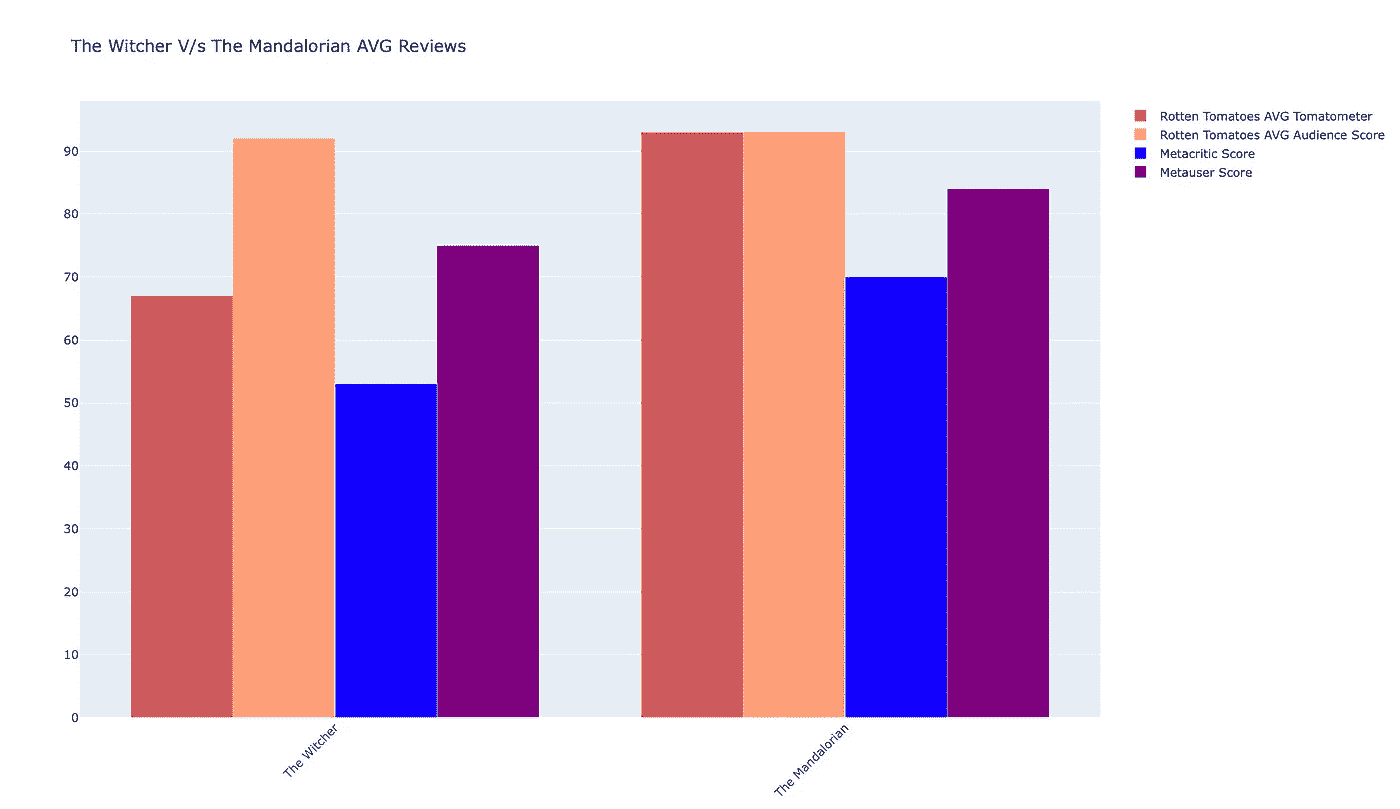 The Witcher V/s The Mandalorian AVG Reviews
Rotten Tomatoes AVG Tomatometer
Rotten Tomatoes AVG Audience Score
Metacritic Score
Metauser Score
90
80
70
60
50
40
30
20
10
0
The Witcher
The Mandalorian